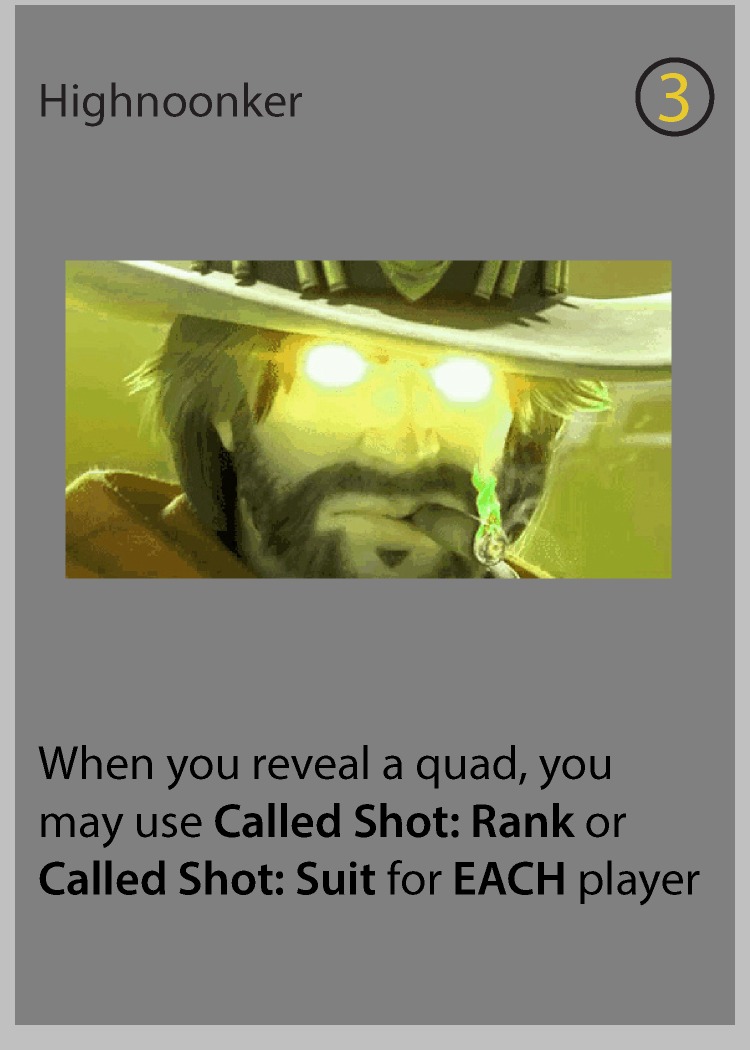 Highnoonker
3
When you reveal a quad, you
may use Called Shot: Rank or
Called Shot: Suit for EACH player